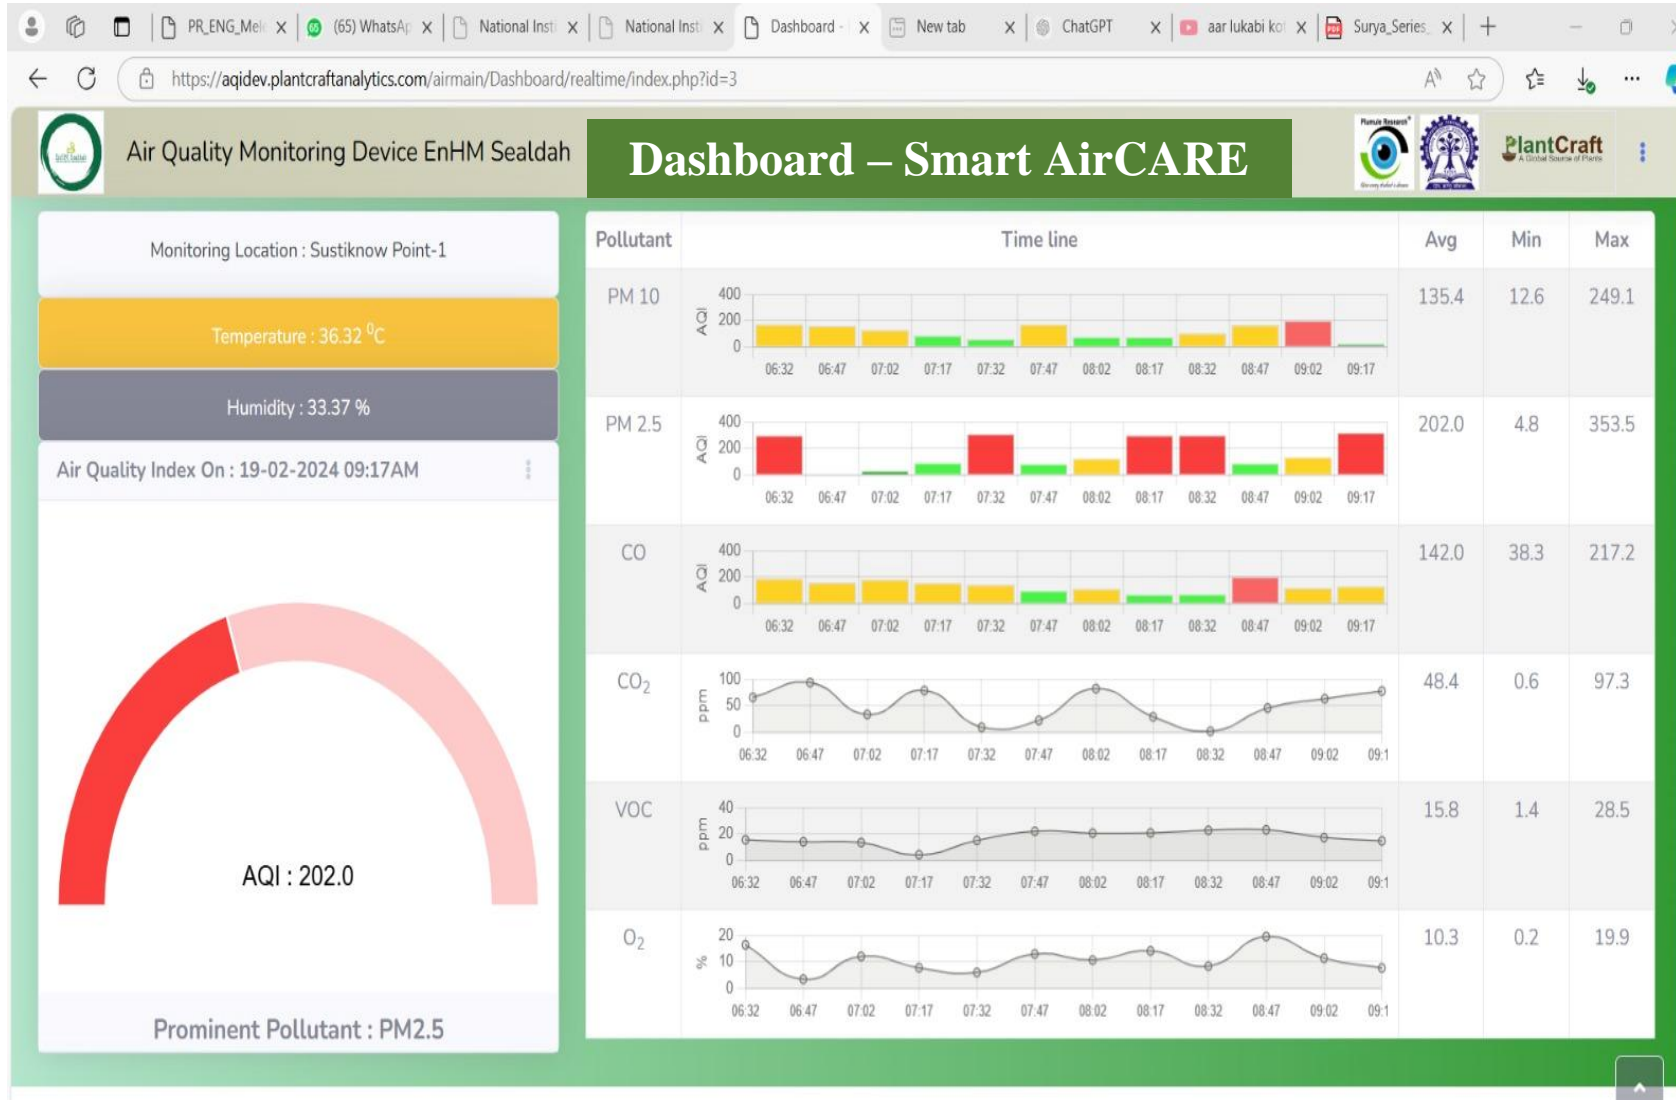 PR_ENG_Mel
(65) WhatsAp
National Insti
National Insti
Dashboard -
New tab
ChatGPT
aar lukabi kot
Surya_Series_
https://aqidev.plantcraftanalytics.com/airmain/Dashboard/realtime/index.php?id=3
Air Quality Monitoring Device EnHM Sealdah
Dashboard – Smart AirCARE
Plumule Research
PlantCraft
A Global Source of Plants
Monitoring Location : Sustiknow Point-1
Temperature : 36.32 ⁰C
Humidity : 33.37 %
Air Quality Index On : 19-02-2024 09:17AM
AQI : 202.0
Prominent Pollutant : PM2.5
Pollutant Time line Avg Min Max
PM 10 135.4 12.6 249.1
AQI
400
200
0
06:32 06:47 07:02 07:17 07:32 07:47 08:02 08:17 08:32 08:47 09:02 09:17
PM 2.5 202.0 4.8 353.5
AQI
400
200
0
06:32 06:47 07:02 07:17 07:32 07:47 08:02 08:17 08:32 08:47 09:02 09:17
CO 142.0 38.3 217.2
AQI
400
200
0
06:32 06:47 07:02 07:17 07:32 07:47 08:02 08:17 08:32 08:47 09:02 09:17
CO₂ 48.4 0.6 97.3
ppm
100
50
0
06:32 06:47 07:02 07:17 07:32 07:47 08:02 08:17 08:32 08:47 09:02 09:1
VOC 15.8 1.4 28.5
ppm
40
20
0
06:32 06:47 07:02 07:17 07:32 07:47 08:02 08:17 08:32 08:47 09:02 09:1
O₂ 10.3 0.2 19.9
%
20
10
0
06:32 06:47 07:02 07:17 07:32 07:47 08:02 08:17 08:32 08:47 09:02 09:1